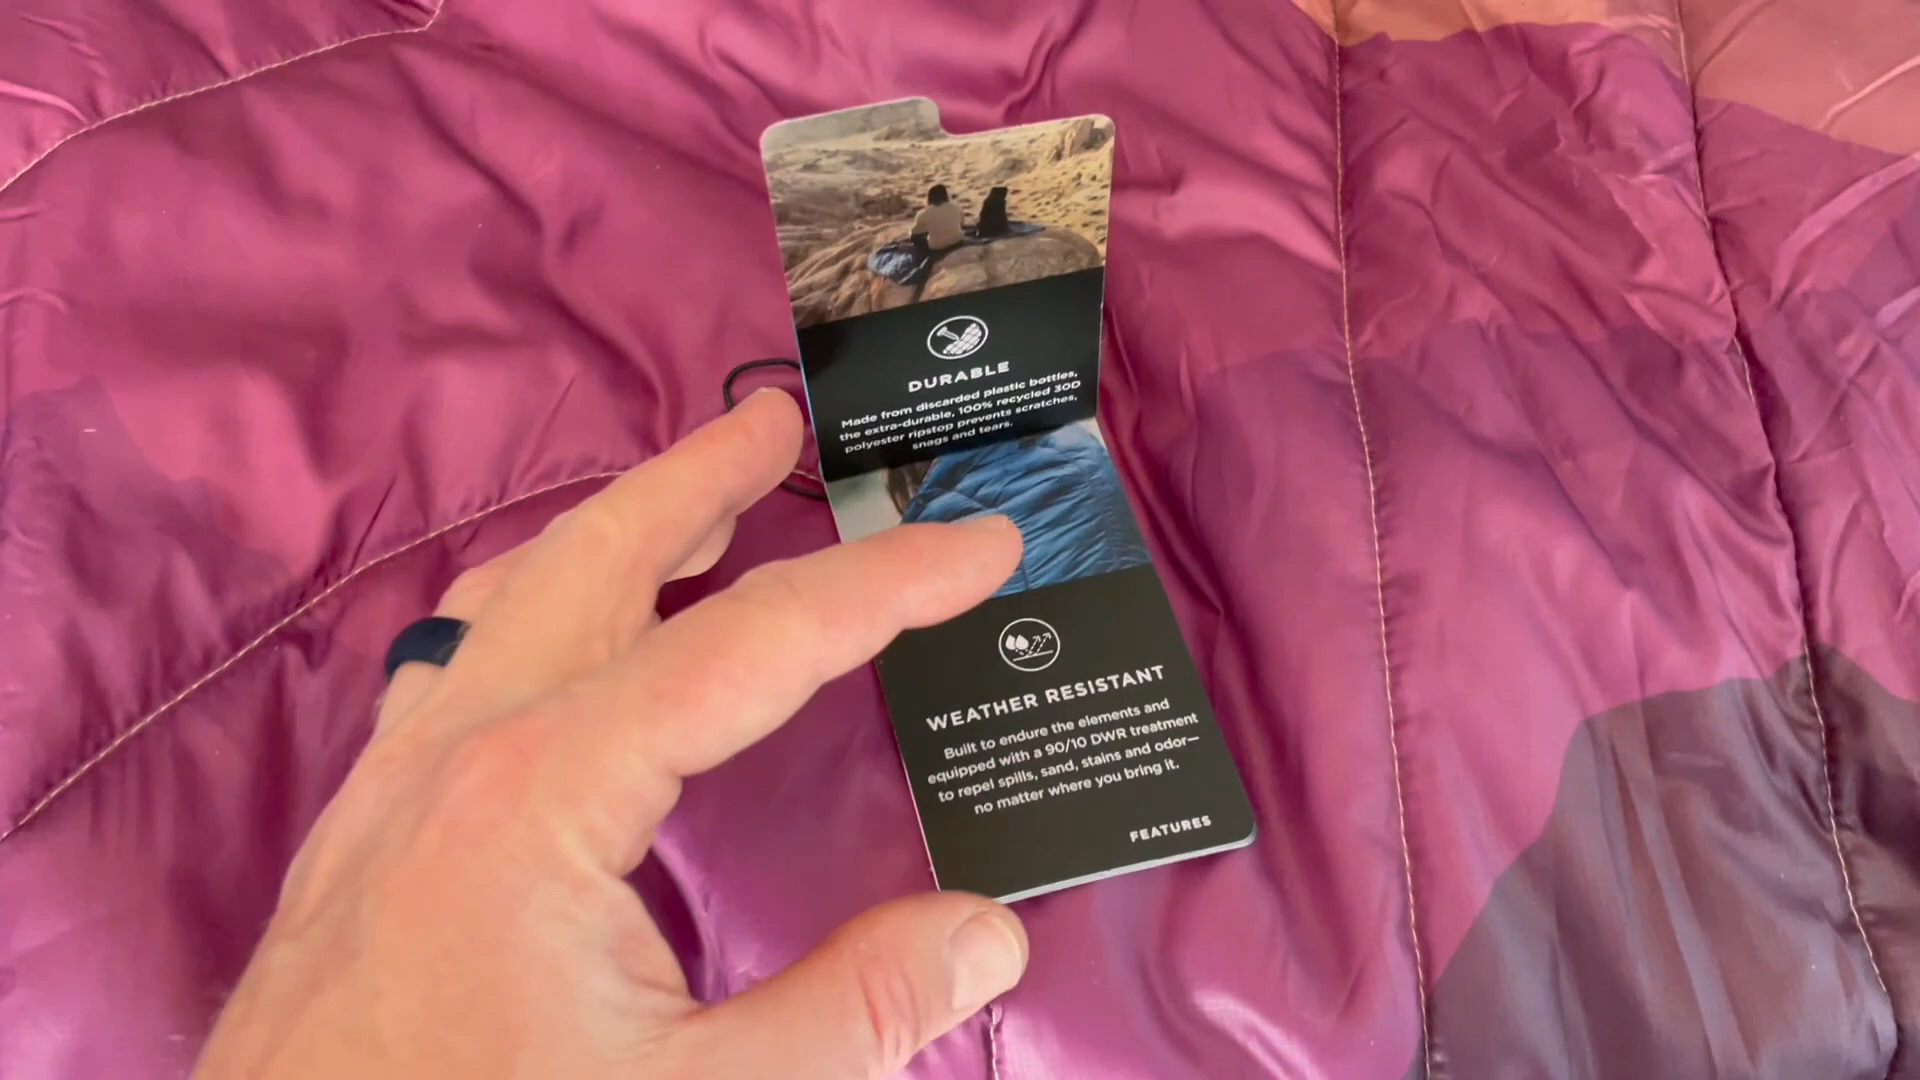 DURABLE
Made from discarded plastic bottles,
the extra-durable, 100% recycled 30D
polyester ripstop prevents scratches,
snags and tears.
WEATHER RESISTANT
Built to endure the elements and
equipped with a 90/10 DWR treatment
to repel spills, sand, stains and odor—
no matter where you bring it.
FEATURES